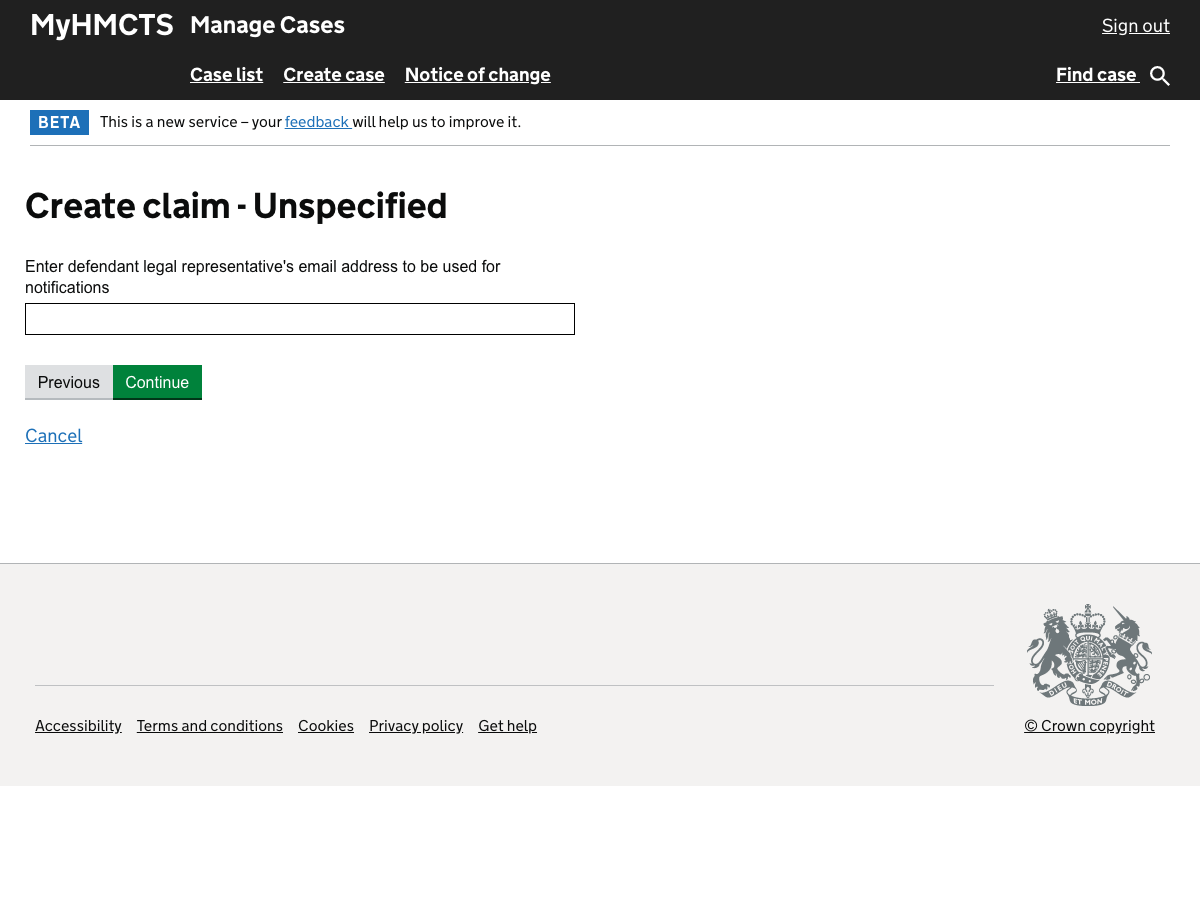 MyHMCTS Manage Cases Sign out
Case list Create case Notice of change Find case
BETA This is a new service – your feedback will help us to improve it.
Create claim - Unspecified
Enter defendant legal representative's email address to be used for
notifications
Previous Continue
Cancel
DIEU ET MON DROIT
Accessibility Terms and conditions Cookies Privacy policy Get help © Crown copyright